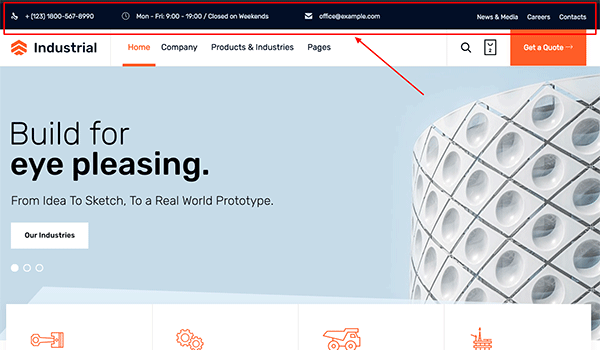 + (123) 1800-567-8990 Mon - Fri: 9:00 - 19:00 / Closed on Weekends office@example.com News & Media Careers Contacts
Industrial Home Company Products & Industries Pages 2 Get a Quote →
Build for
eye pleasing.
From Idea To Sketch, To a Real World Prototype.
Our Industries